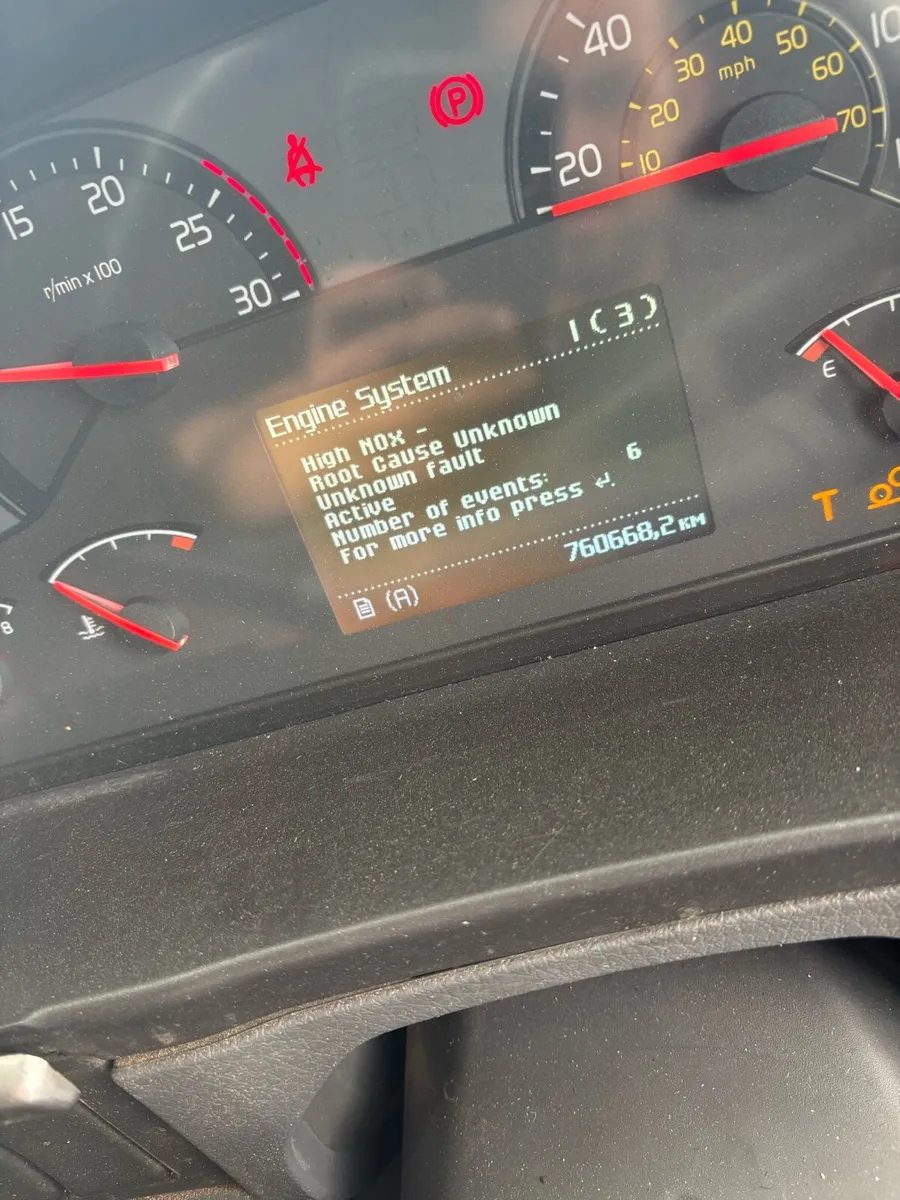 40
10
40
50
30
mph
60
20
70
20
10
15
20
25
r/min x 100
30
1(3)
Engine System
High NOx -
Root Cause Unknown
Unknown fault
Active
Number of events: 6
For more info press ↵.
760668,2 KM
(A)
E
T
P
8